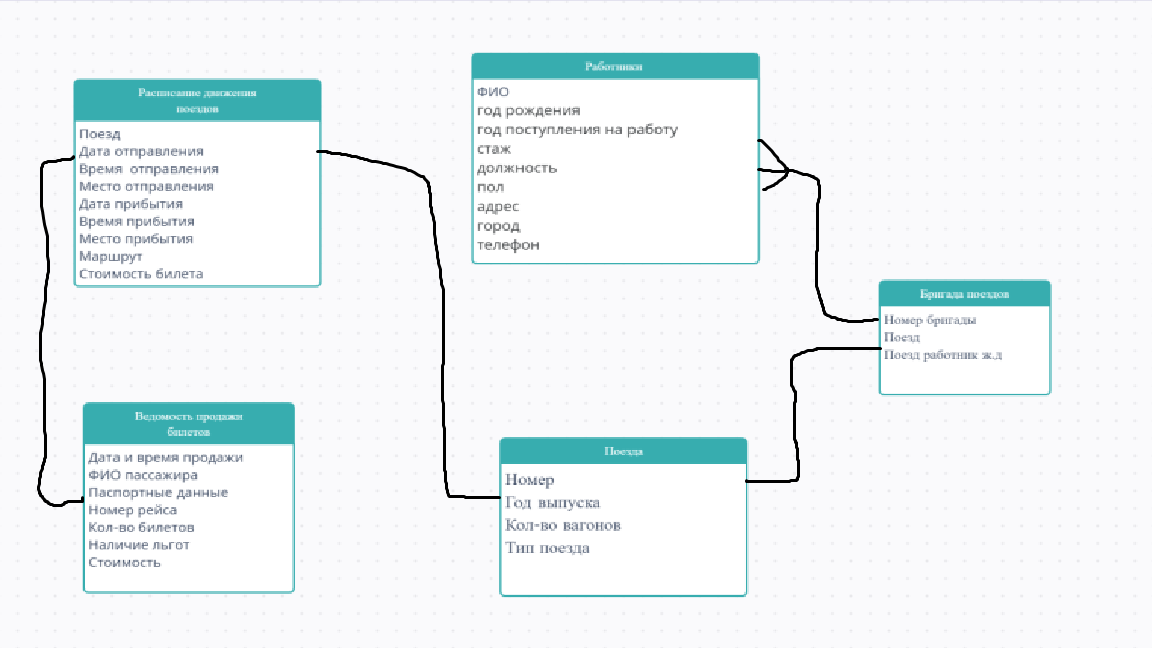 Расписание движения
поездов
Поезд
Дата отправления
Время отправления
Место отправления
Дата прибытия
Время прибытия
Место прибытия
Маршрут
Стоимость билета
Работники
ФИО
год рождения
год поступления на работу
стаж
должность
пол
адрес
город
телефон
Бригада поездов
Номер бригады
Поезд
Поезд работник ж.д
Ведомость продажи
билетов
Дата и время продажи
ФИО пассажира
Паспортные данные
Номер рейса
Кол-во билетов
Наличие льгот
Стоимость
Поезда
Номер
Год выпуска
Кол-во вагонов
Тип поезда